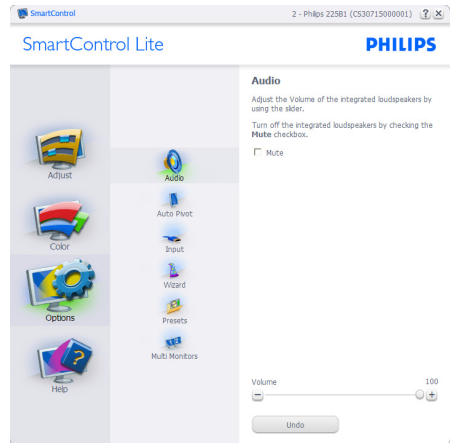 SmartControl
2 - Philips 225B1 (CS30715000001)
?
SmartControl Lite
PHILIPS
Adjust
Color
Options
Help
Audio
Auto Pivot
Input
Wizard
Presets
Multi Monitors
Audio
Adjust the Volume of the integrated loudspeakers by
using the slider.
Turn off the integrated loudspeakers by checking the
Mute checkbox.
Mute
Volume
100
Undo